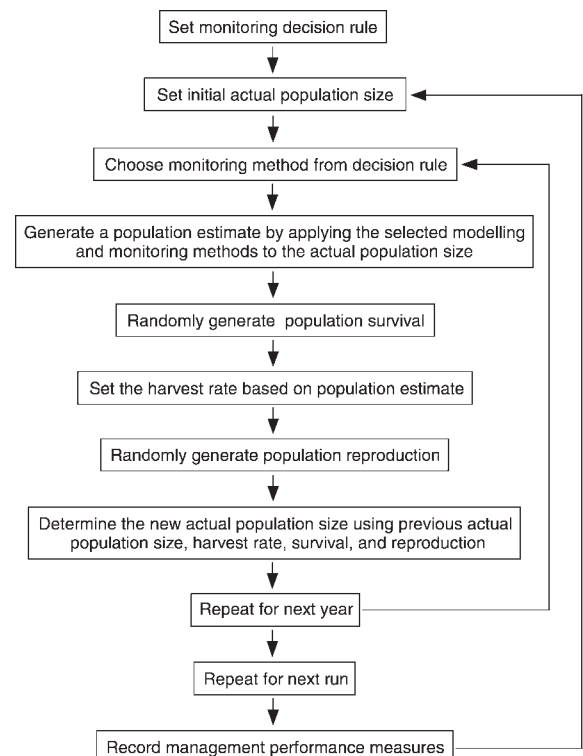 Set monitoring decision rule
Set initial actual population size
Choose monitoring method from decision rule
Generate a population estimate by applying the selected modelling
and monitoring methods to the actual population size
Randomly generate population survival
Set the harvest rate based on population estimate
Randomly generate population reproduction
Determine the new actual population size using previous actual
population size, harvest rate, survival, and reproduction
Repeat for next year
Repeat for next run
Record management performance measures